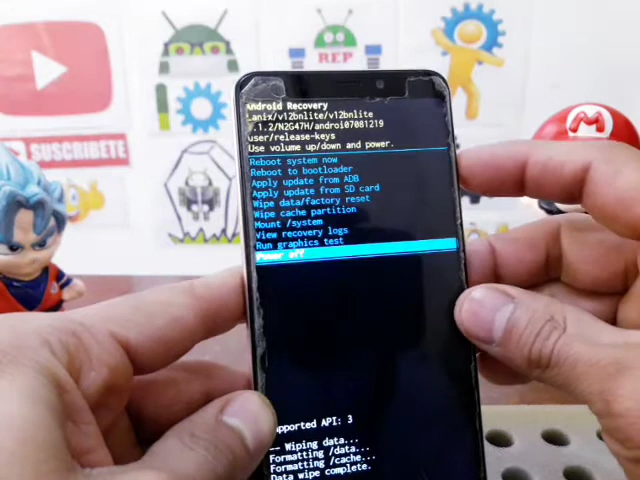 REP
SUSCRIBETE
M
Android Recovery
Lanix/v12bnlite/v12bnlite
7.1.2/N2G47H/androi07081219
user/release-keys
Use volume up/down and power.
Reboot system now
Reboot to bootloader
Apply update from ADB
Apply update from SD card
Wipe data/factory reset
Wipe cache partition
Mount /system
View recovery logs
Run graphics test
Power off
upported API: 3
-- Wiping data...
Formatting /data...
Formatting /cache...
Data wipe complete.